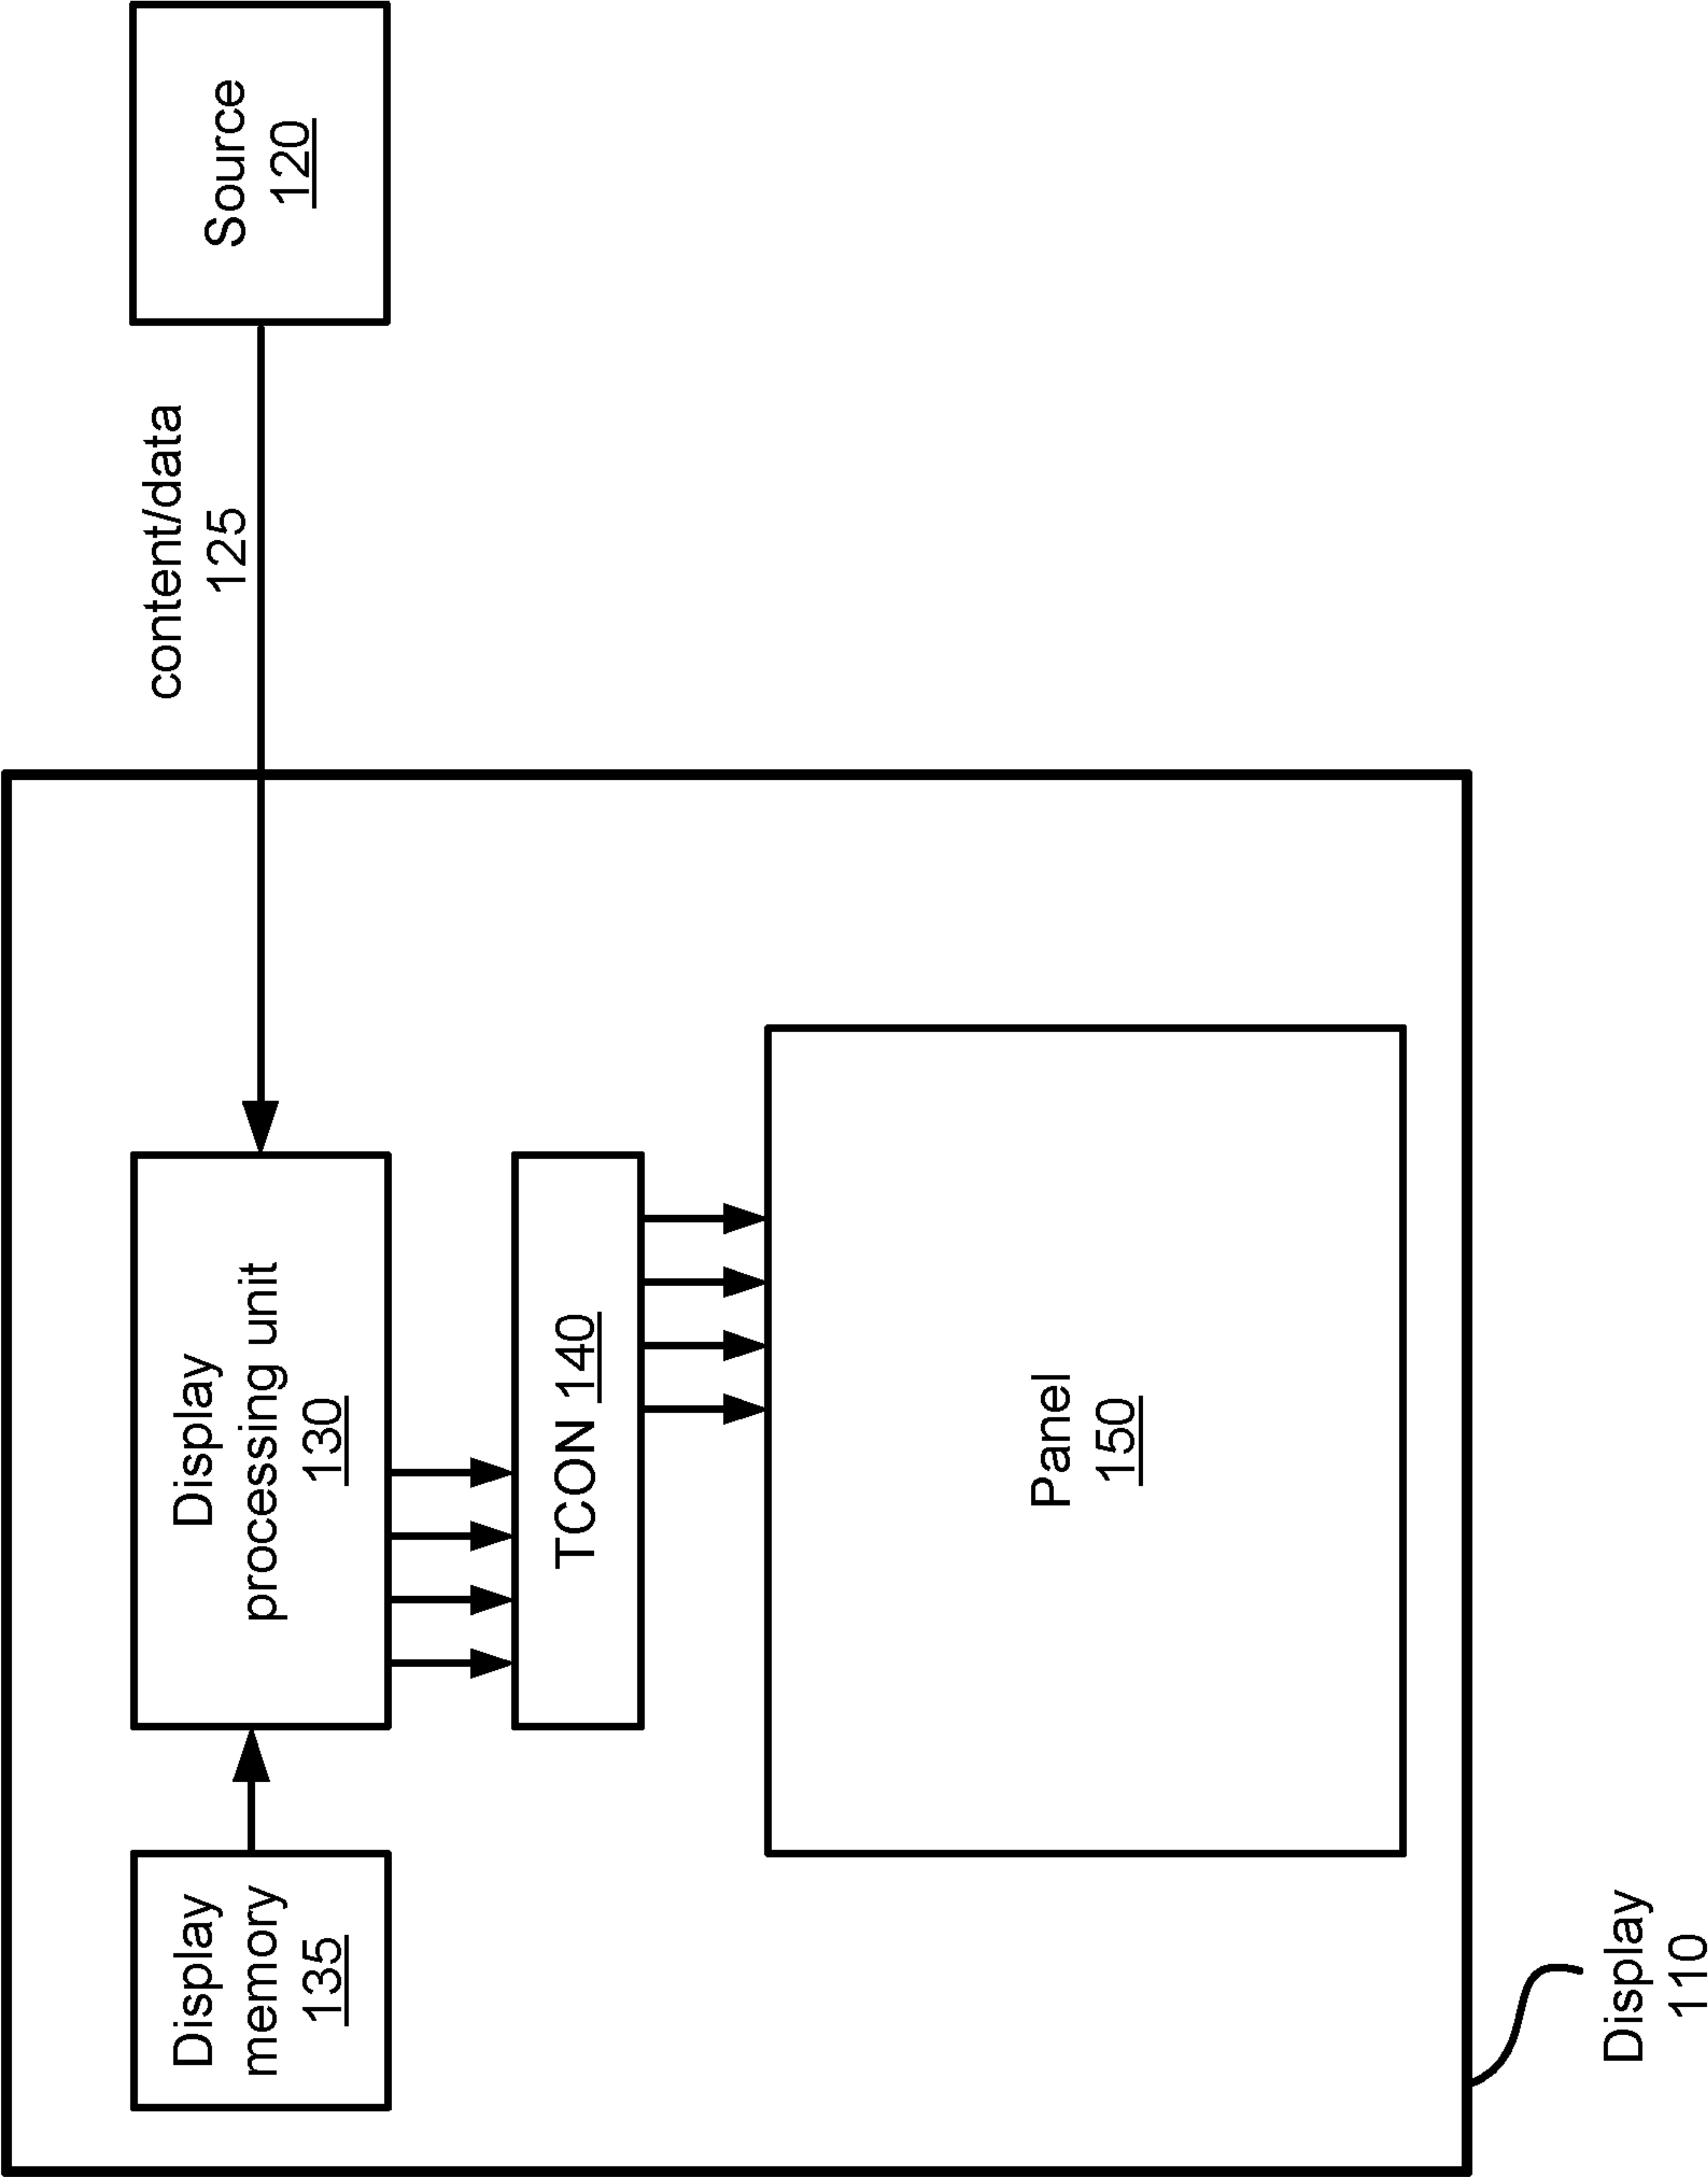 Display
memory
135
Display
processing unit
130
content/data
125
Source
120
TCON 140
Panel
150
Display
110